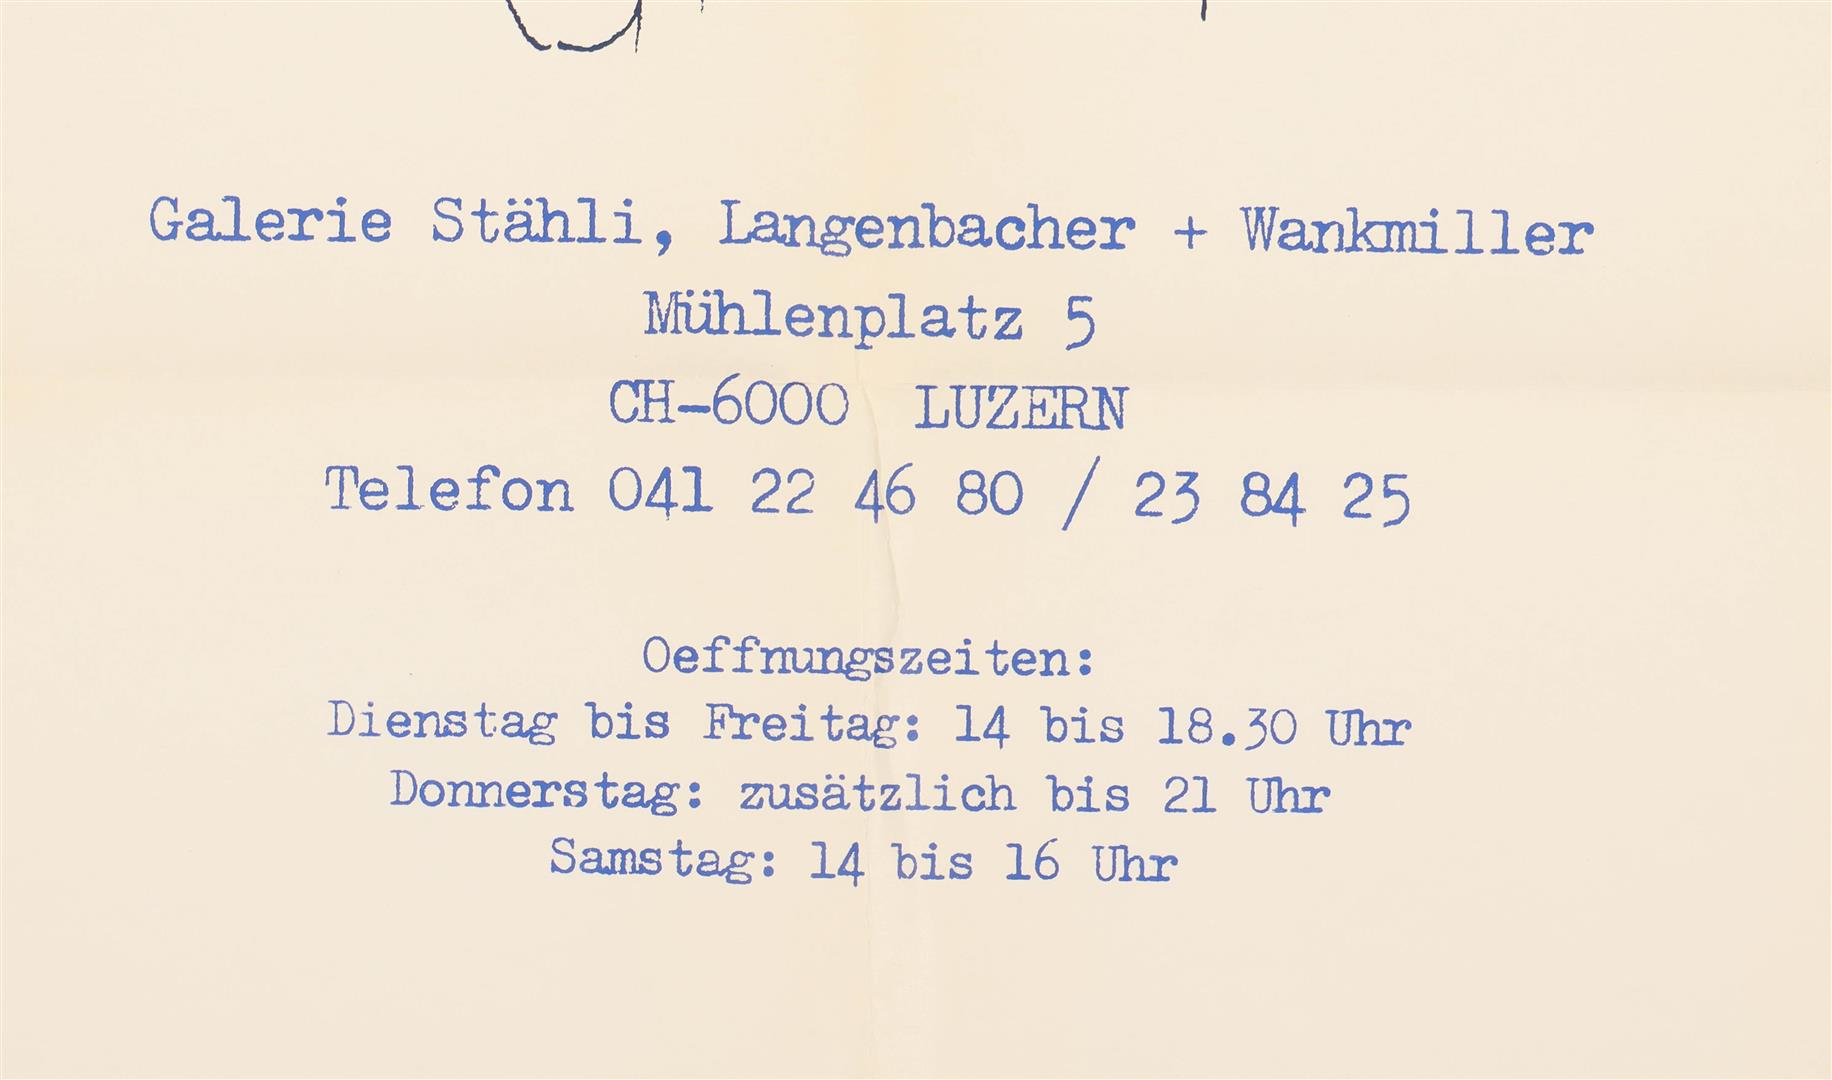 Galerie Stähli, Langenbacher + Wankmiller
Mühlenplatz 5
CH-6000 LUZERN
Telefon 041 22 46 80 / 23 84 25
Oeffnungszeiten:
Dienstag bis Freitag: 14 bis 18.30 Uhr
Donnerstag: zusätzlich bis 21 Uhr
Samstag: 14 bis 16 Uhr